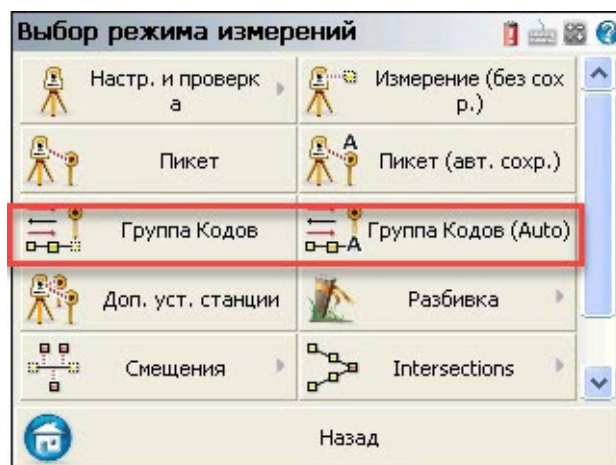 Выбор режима измерений
Настр. и проверк
а
Измерение (без сох
р.)
Пикет
Пикет (авт. сохр.)
Группа Кодов
Группа Кодов (Auto)
Доп. уст. станции
Разбивка
Смещения
Intersections
Назад